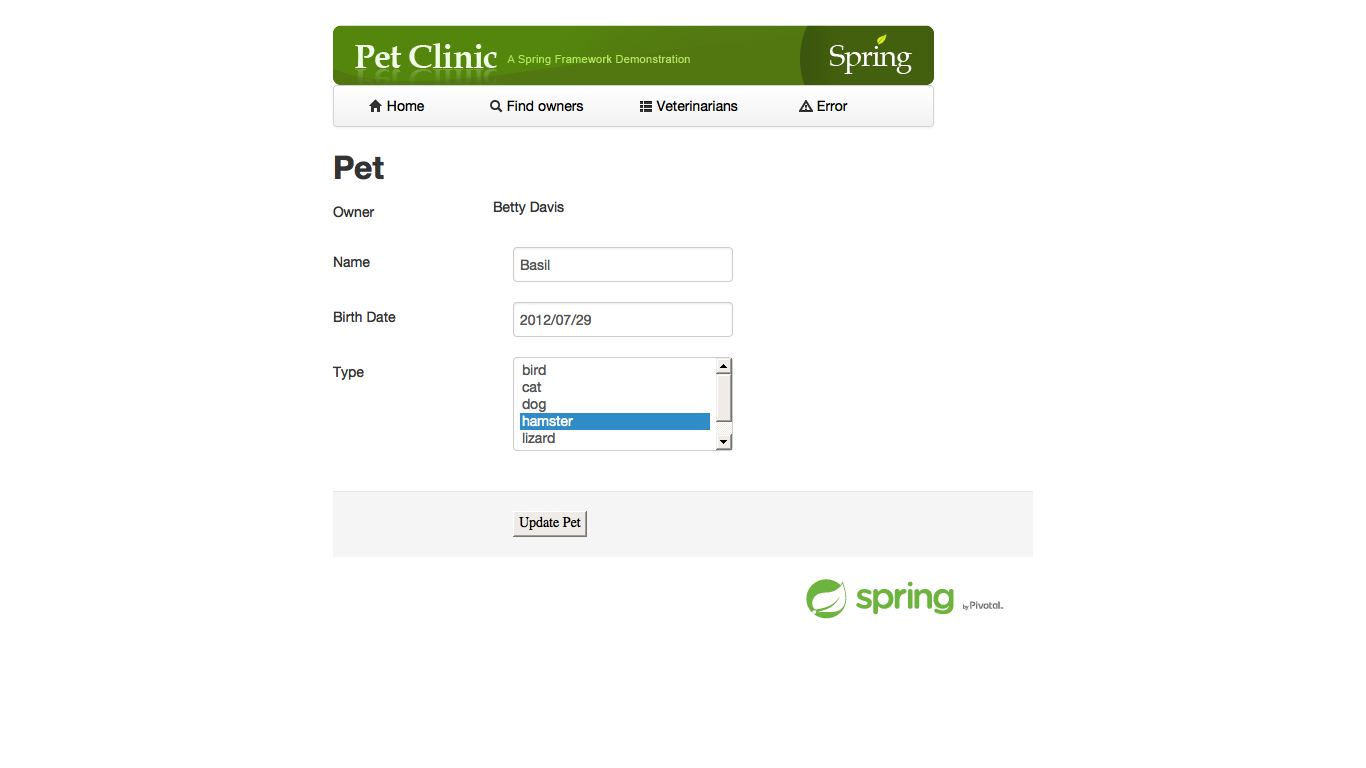 Pet Clinic A Spring Framework Demonstration Spring
Home Find owners Veterinarians Error
Pet
Owner Betty Davis
Name Basil
Birth Date 2012/07/29
Type bird
cat
dog
hamster
lizard
Update Pet
spring by Pivotal.